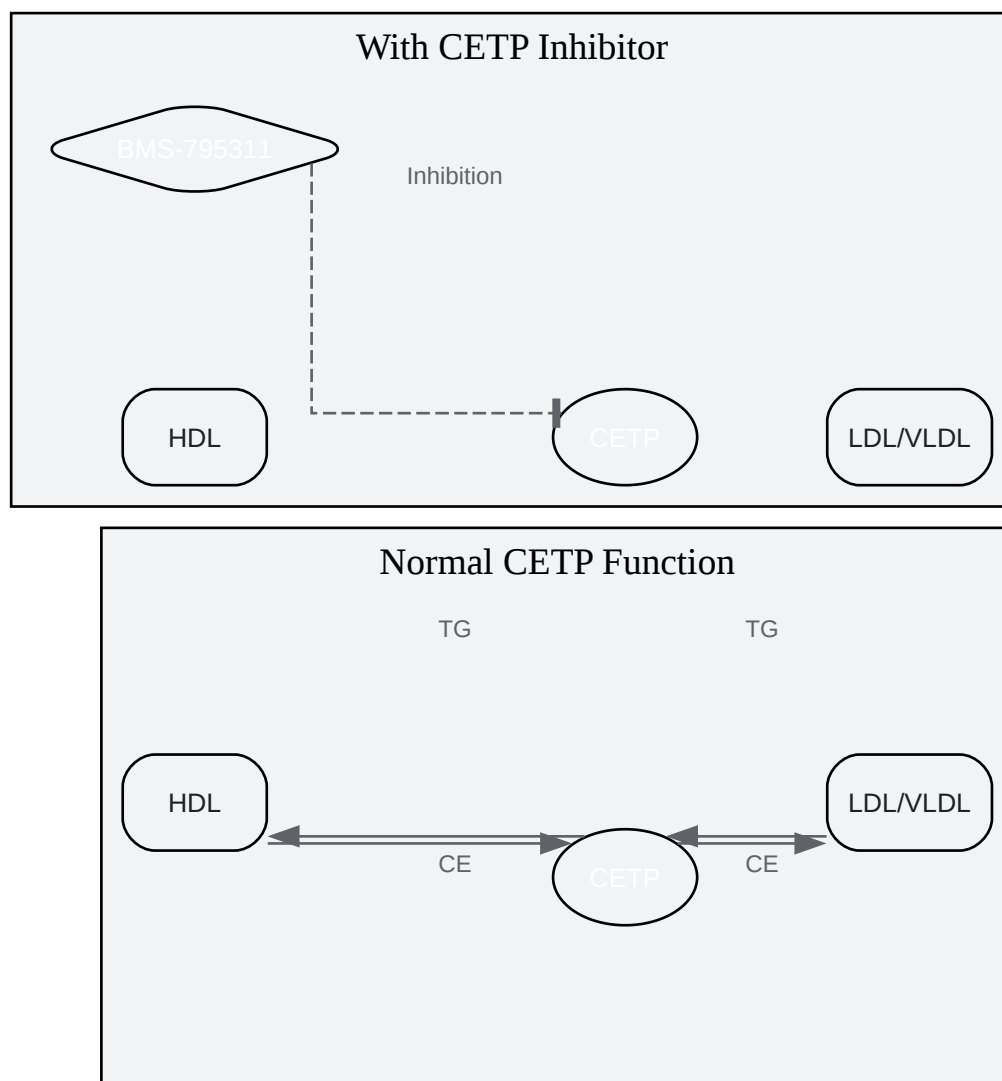 With CETP Inhibitor
BMS-795311
Inhibition
HDL
CETP
LDL/VLDL
Normal CETP Function
TG
TG
HDL
LDL/VLDL
CE
CE
CETP